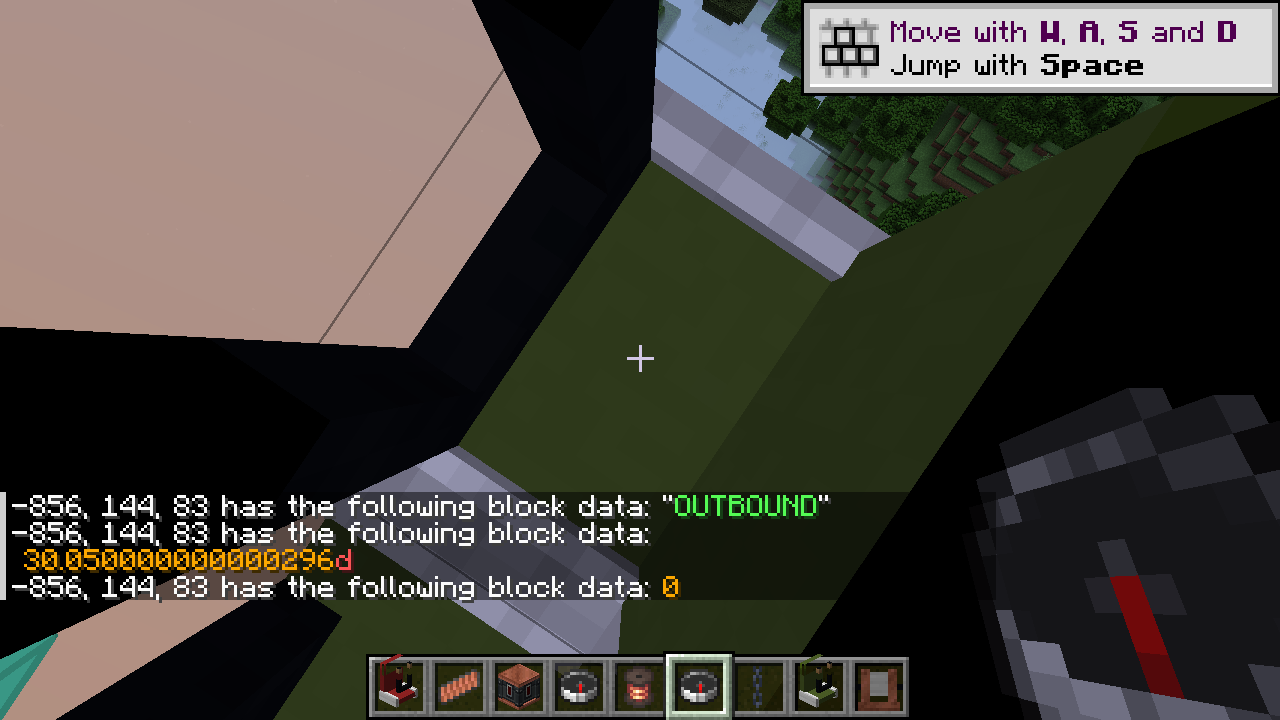 Move with W, A, S and D
Jump with Space
-856, 144, 83 has the following block data: "OUTBOUND"
-856, 144, 83 has the following block data:
30.050000000000296d
-856, 144, 83 has the following block data: 0